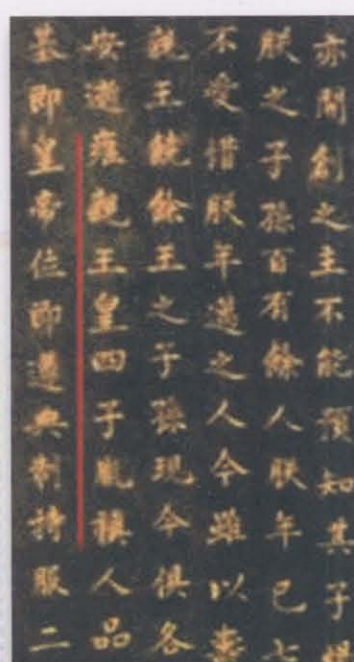 亦開創之主不能預知其子
朕之子孫百有餘人朕年已七
不愛惜朕年邁之人今雖以壽
親王饒餘王之子孫現今俱各
安逝雍親王皇四子胤禛人品
基即皇帝位即遵典制持服二